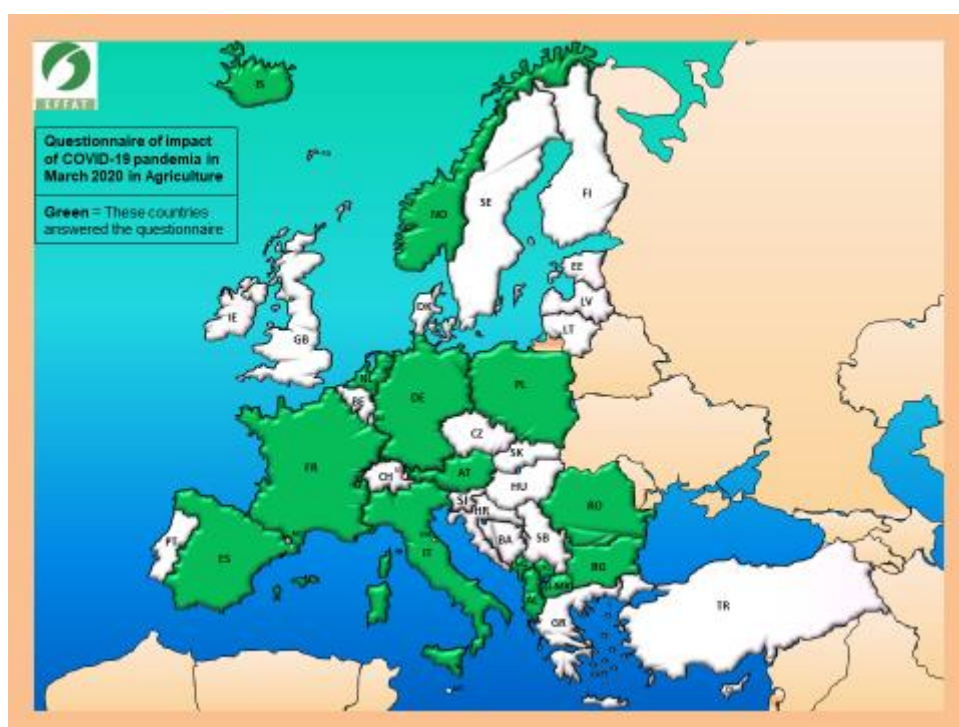 IS
EFFAT
Questionnaire of impact
of COVID-19 pandemia in
March 2020 in Agriculture
Green = These countries
answered the questionnaire
NO
SE
FI
EE
LV
LT
DK
IE
GB
NL
BE
DE
PL
CZ
SK
FR
CH
AT
HU
SI
HR
RO
BA
SB
PT
ES
IT
BG
MK
AL
GR
TR